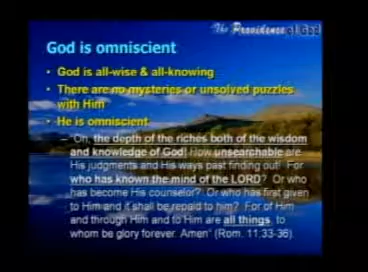 The Providence of God
God is omniscient
• God is all-wise & all-knowing
• There are no mysteries or unsolved puzzles
with Him
• He is omniscient
– "Oh, the depth of the riches both of the wisdom
and knowledge of God! How unsearchable are
His judgments and His ways past finding out! For
who has known the mind of the LORD? Or who
has become His counselor? Or who has first given
to Him and it shall be repaid to him? For of Him
and through Him and to Him are all things, to
whom be glory forever. Amen" (Rom. 11:33-36)